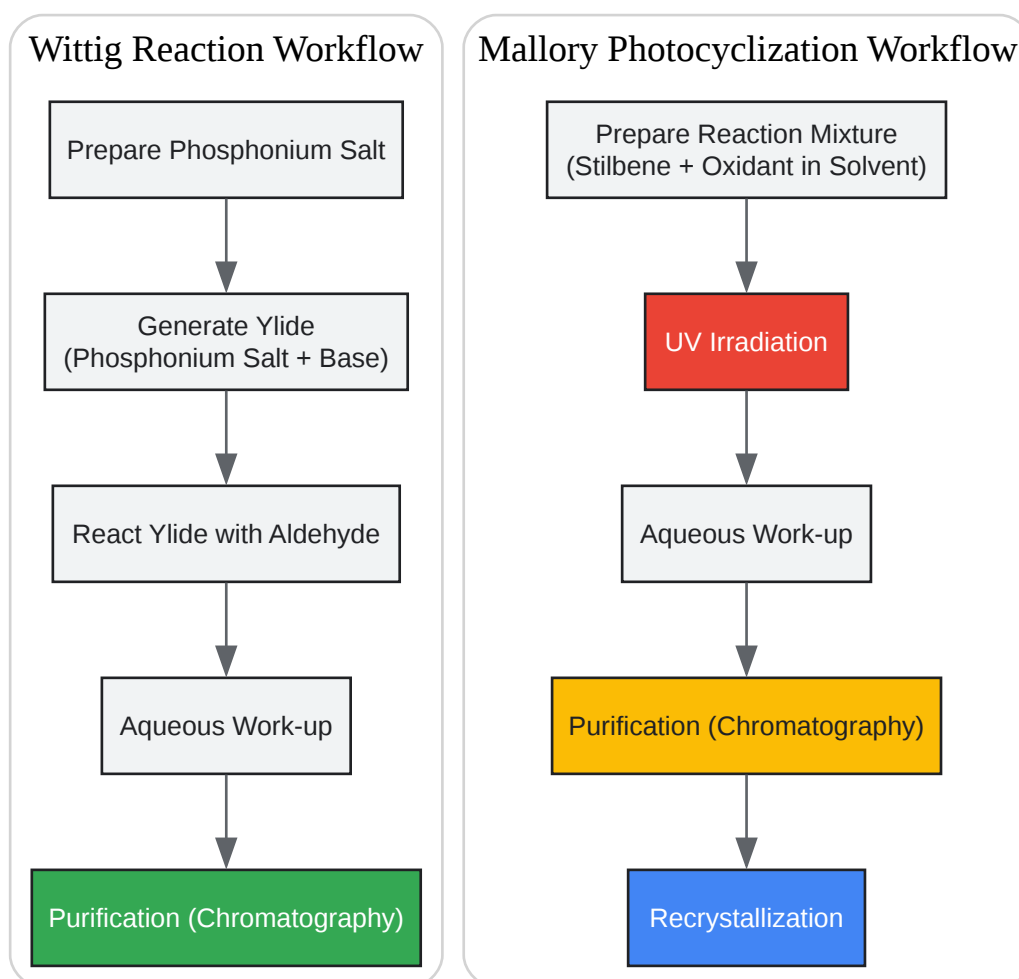 Wittig Reaction Workflow
Prepare Phosphonium Salt
Generate Ylide
(Phosphonium Salt + Base)
React Ylide with Aldehyde
Aqueous Work-up
Purification (Chromatography)
Mallory Photocyclization Workflow
Prepare Reaction Mixture
(Stilbene + Oxidant in Solvent)
UV Irradiation
Aqueous Work-up
Purification (Chromatography)
Recrystallization